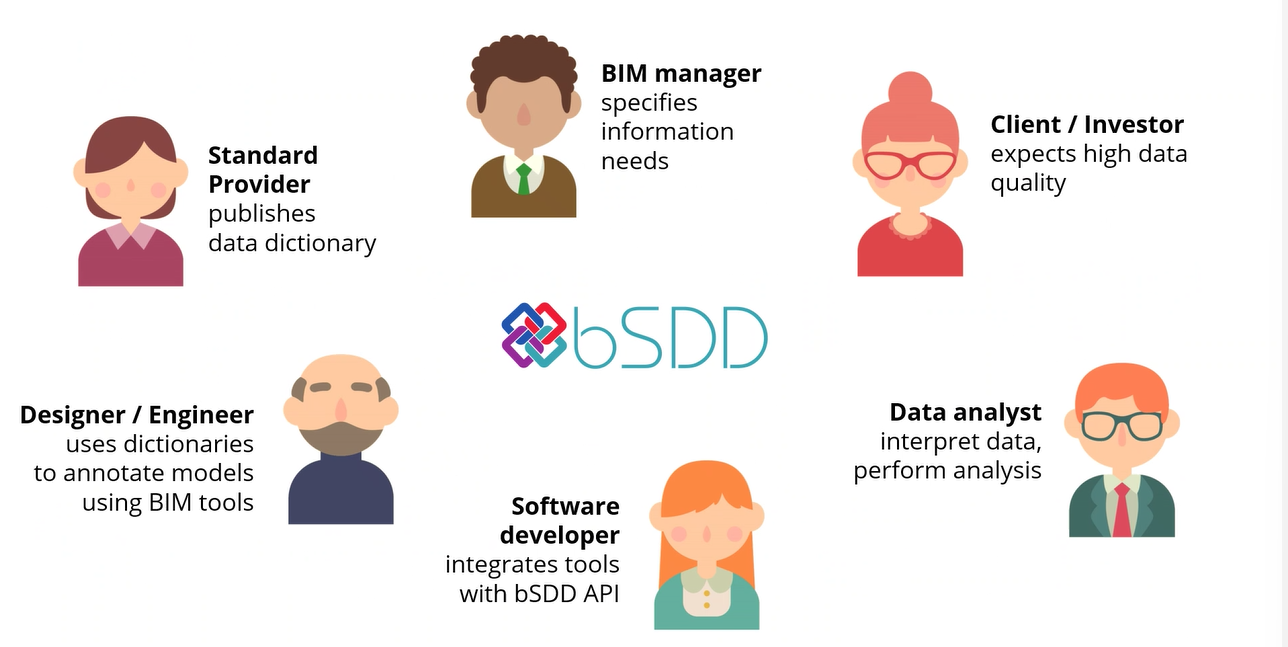 BIM manager
specifies
information
needs
Client / Investor
expects high data
quality
Standard
Provider
publishes
data dictionary
bSDD
Designer / Engineer
uses dictionaries
to annotate models
using BIM tools
Data analyst
interpret data,
perform analysis
Software
developer
integrates tools
with bSDD API